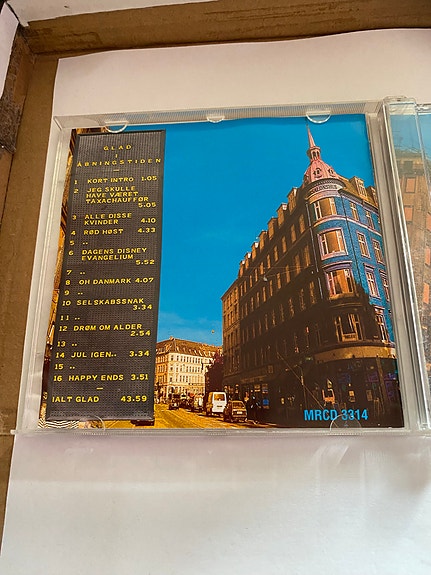 GLAD
I
ÅBNINGSTIDEN
—
1 KORT INTRO 1.05
2 JEG SKULLE
HAVE VÆRET
TAXACHAUFFØR
5.05
3 ALLE DISSE
KVINDER 4.10
4 RØD HØST 4.33
5 ..
6 DAGENS DISNEY
EVANGELIUM
5.52
7 ..
8 OH DANMARK 4.07
9 ..
10 SELSKABSSNAK
3.34
11 ..
12 DRØM OM ALDER
2.54
13 ..
14 JUL IGEN.. 3.34
15 ..
16 HAPPY ENDS 3.51
—
IALT GLAD 43.59
MRCD 3314